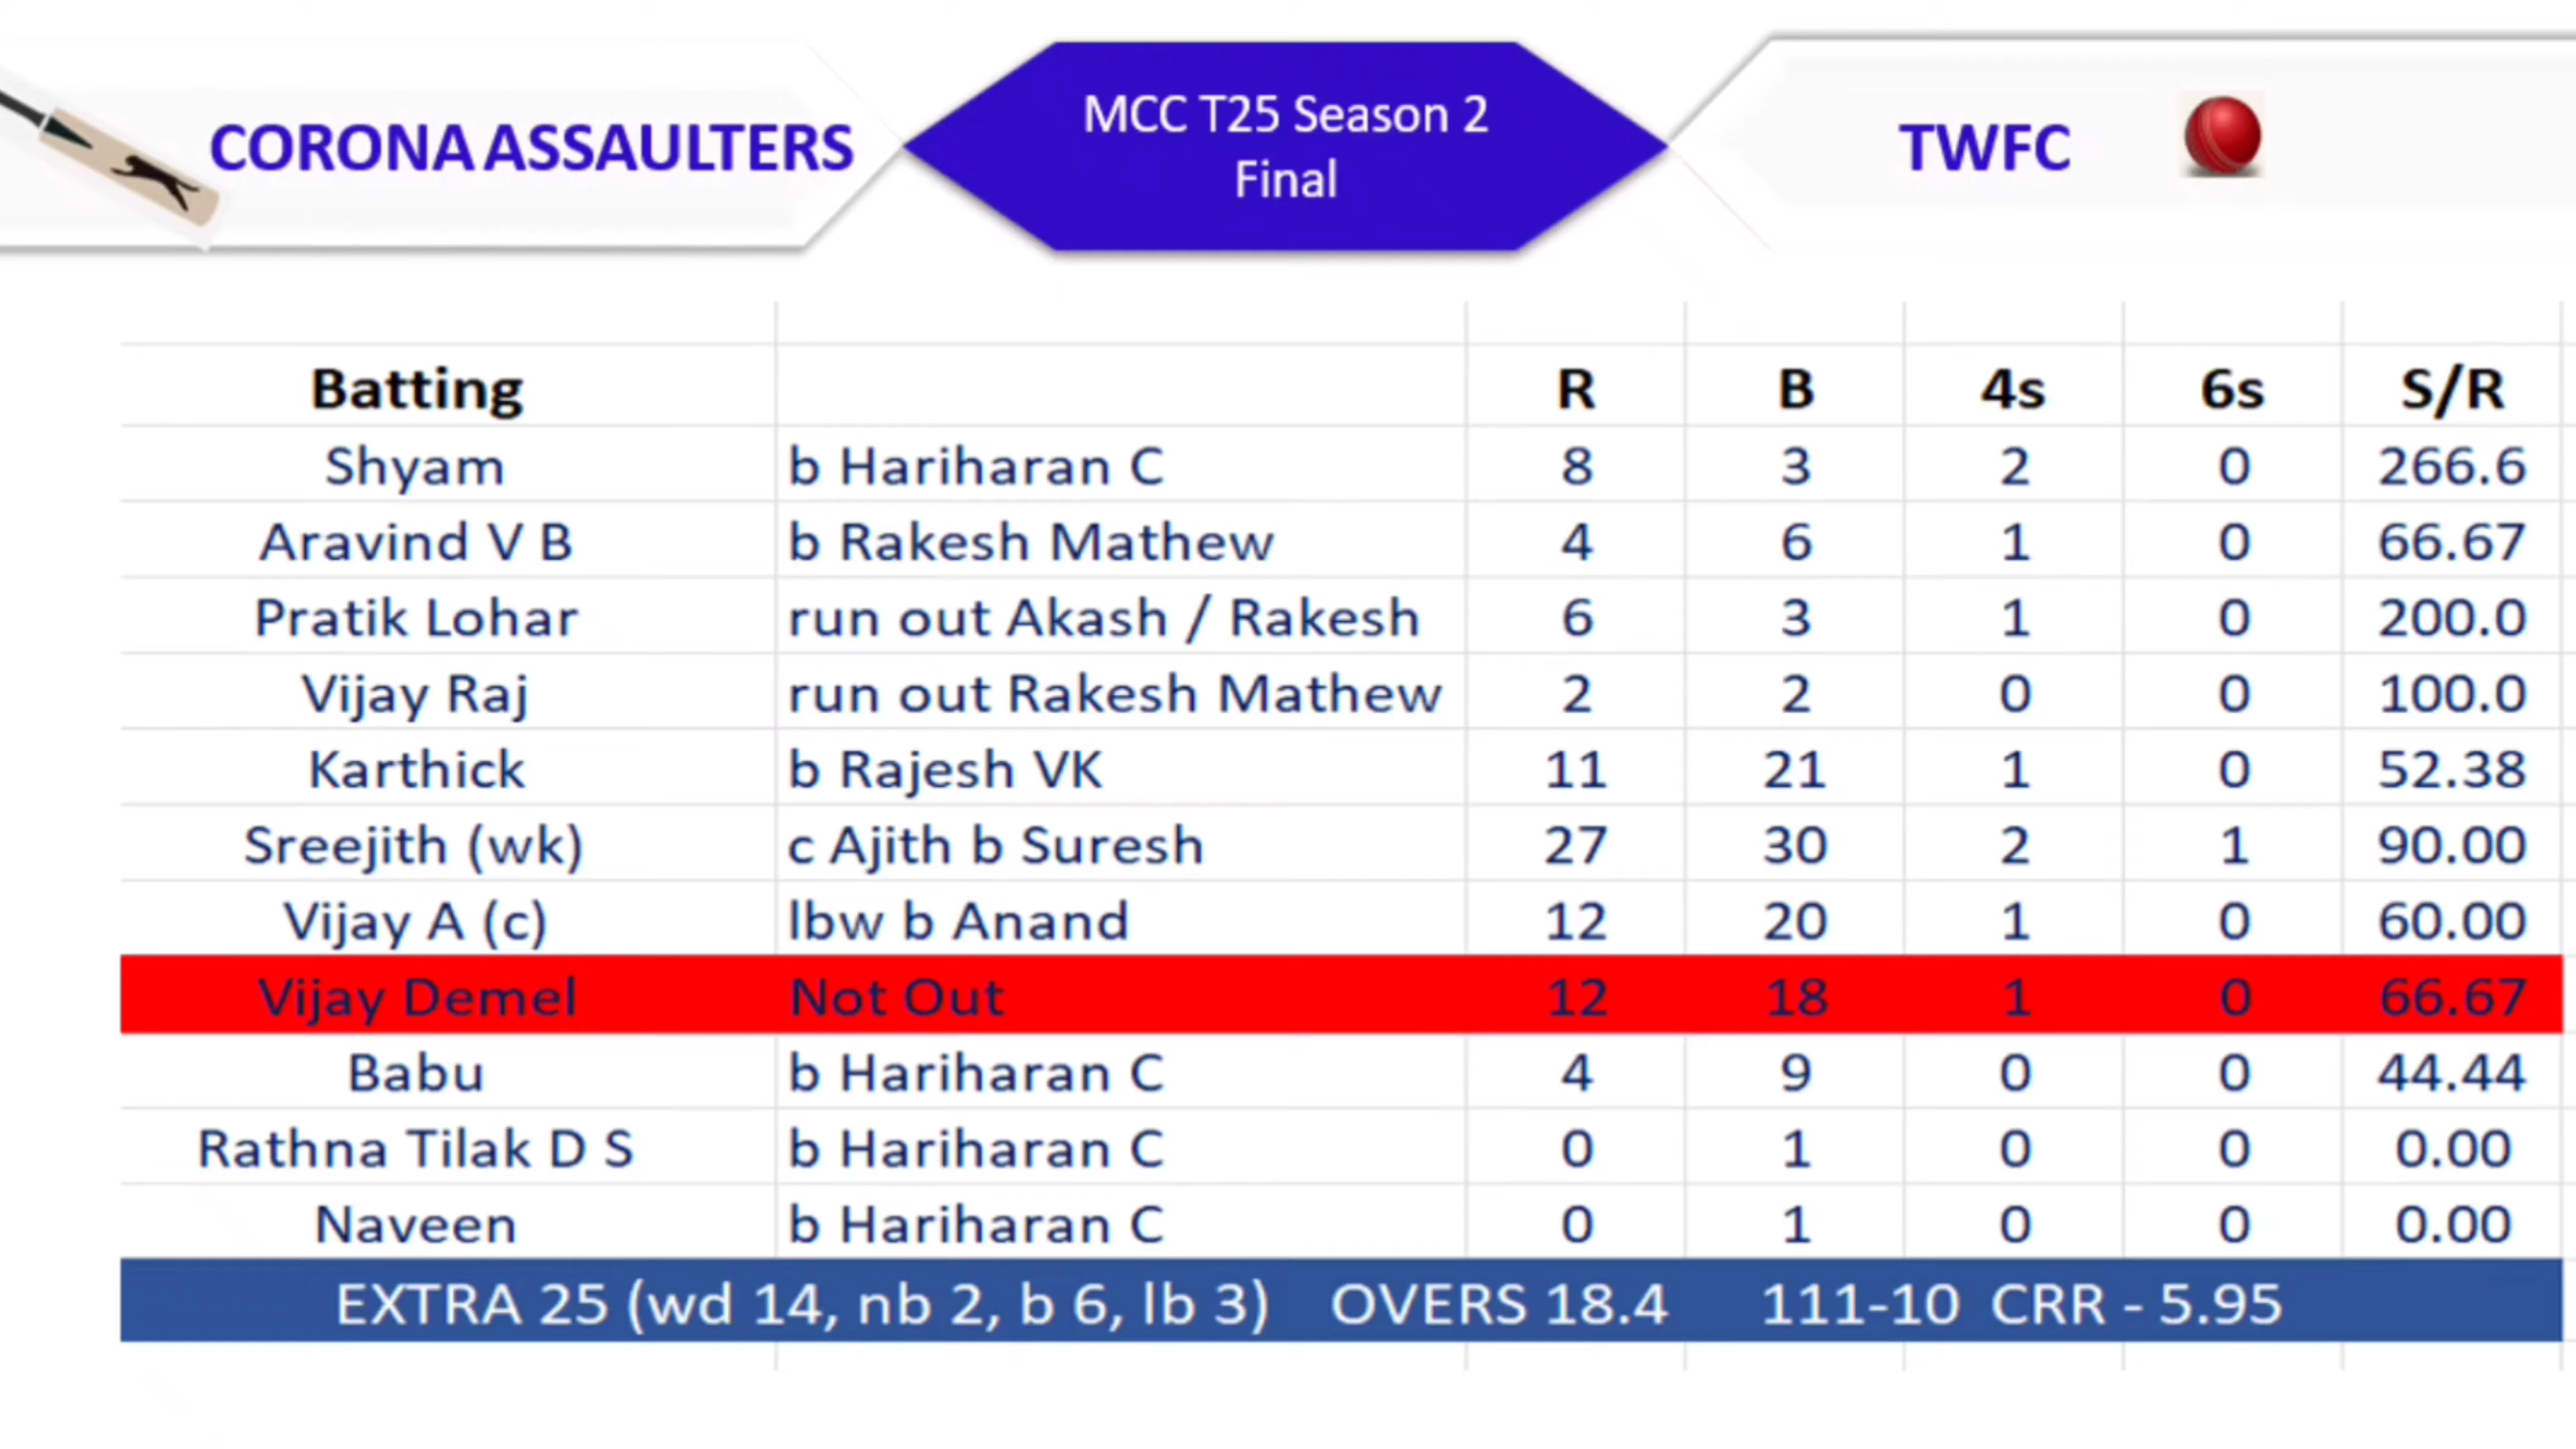 CORONA ASSAULTERS
MCC T25 Season 2
Final
TWFC
Batting R B 4s 6s S/R
Shyam b Hariharan C 8 3 2 0 266.6
Aravind V B b Rakesh Mathew 4 6 1 0 66.67
Pratik Lohar run out Akash / Rakesh 6 3 1 0 200.0
Vijay Raj run out Rakesh Mathew 2 2 0 0 100.0
Karthick b Rajesh VK 11 21 1 0 52.38
Sreejith (wk) c Ajith b Suresh 27 30 2 1 90.00
Vijay A (c) lbw b Anand 12 20 1 0 60.00
Vijay Demel Not Out 12 18 1 0 66.67
Babu b Hariharan C 4 9 0 0 44.44
Rathna Tilak D S b Hariharan C 0 1 0 0 0.00
Naveen b Hariharan C 0 1 0 0 0.00
EXTRA 25 (wd 14, nb 2, b 6, lb 3) OVERS 18.4 111-10 CRR - 5.95